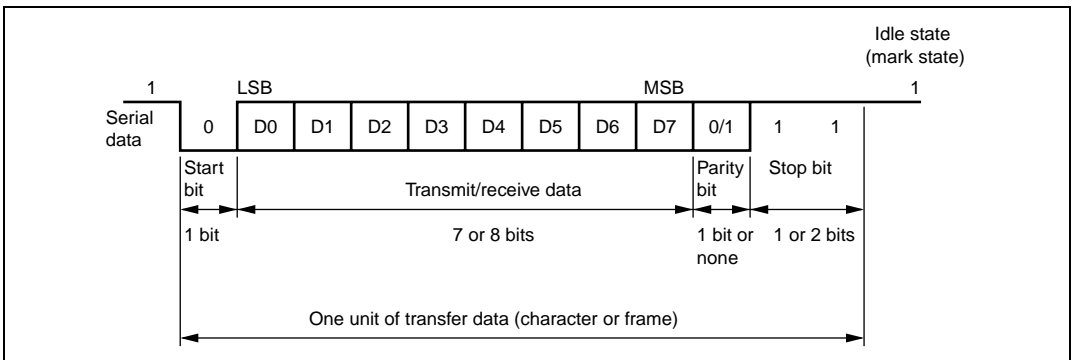 Idle state
(mark state)
1 LSB MSB 1
Serial
data
0 D0 D1 D2 D3 D4 D5 D6 D7 0/1 1 1
Start
bit
Transmit/receive data
Parity
bit
Stop bit
1 bit
7 or 8 bits
1 bit or
none
1 or 2 bits
One unit of transfer data (character or frame)